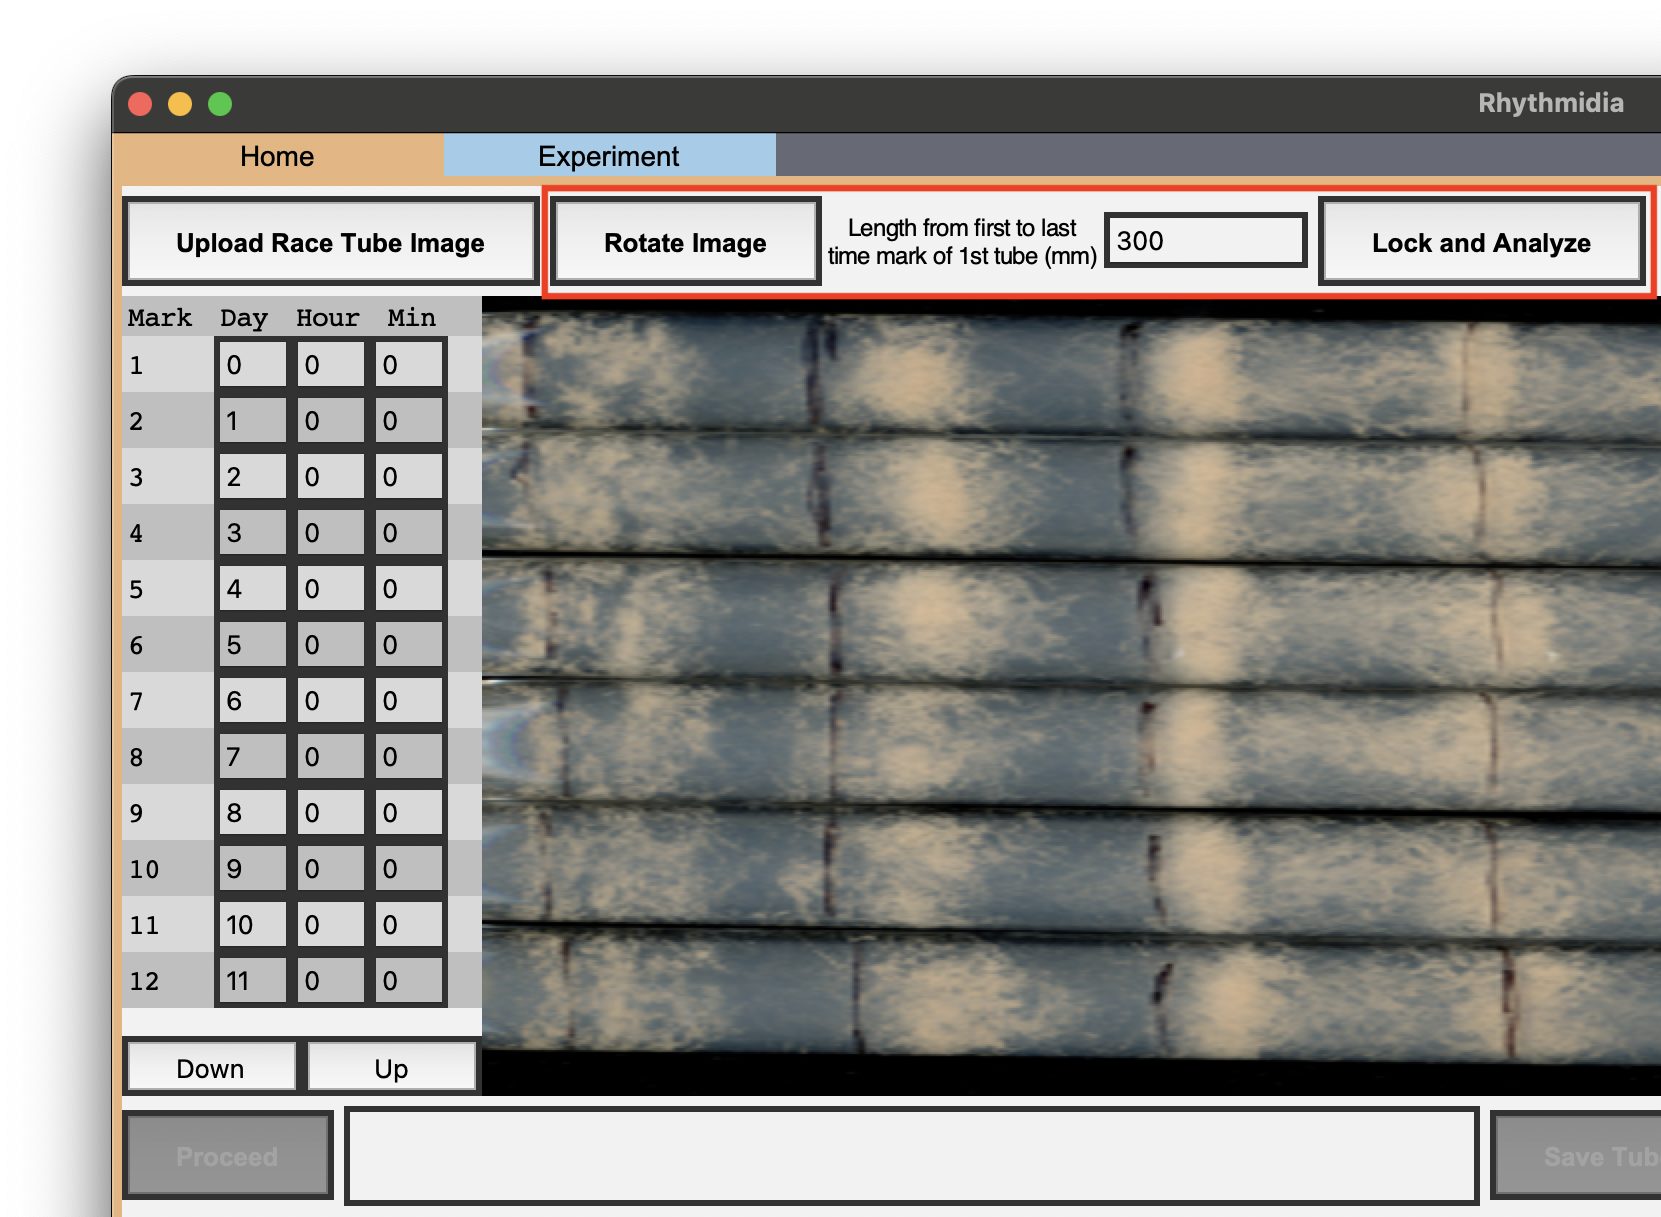 Rhythmidia
Home Experiment
Upload Race Tube Image Rotate Image Length from first to last time mark of 1st tube (mm) 300 Lock and Analyze
Mark Day Hour Min
1 0 0 0
2 1 0 0
3 2 0 0
4 3 0 0
5 4 0 0
6 5 0 0
7 6 0 0
8 7 0 0
9 8 0 0
10 9 0 0
11 10 0 0
12 11 0 0
Down Up
Proceed Save Tub